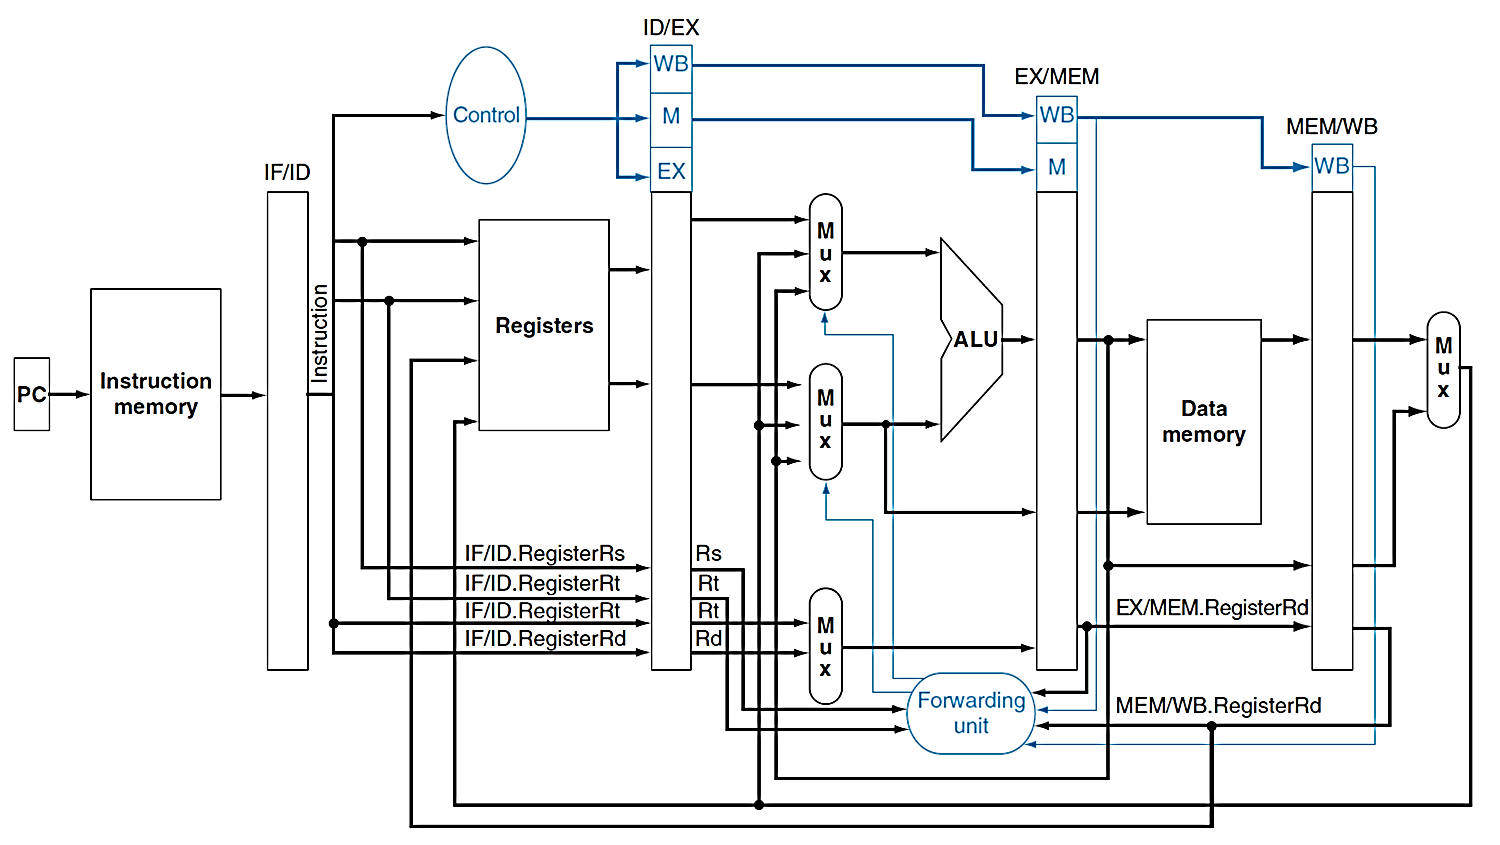 ID/EX
WB
EX/MEM
Control
M
WB
MEM/WB
IF/ID
EX
M
WB
M
u
x
Instruction
Registers
ALU
PC
Instruction
memory
M
u
x
Data
memory
M
u
x
IF/ID.RegisterRs
Rs
IF/ID.RegisterRt
Rt
IF/ID.RegisterRt
Rt
IF/ID.RegisterRd
Rd
M
u
x
EX/MEM.RegisterRd
Forwarding
unit
MEM/WB.RegisterRd